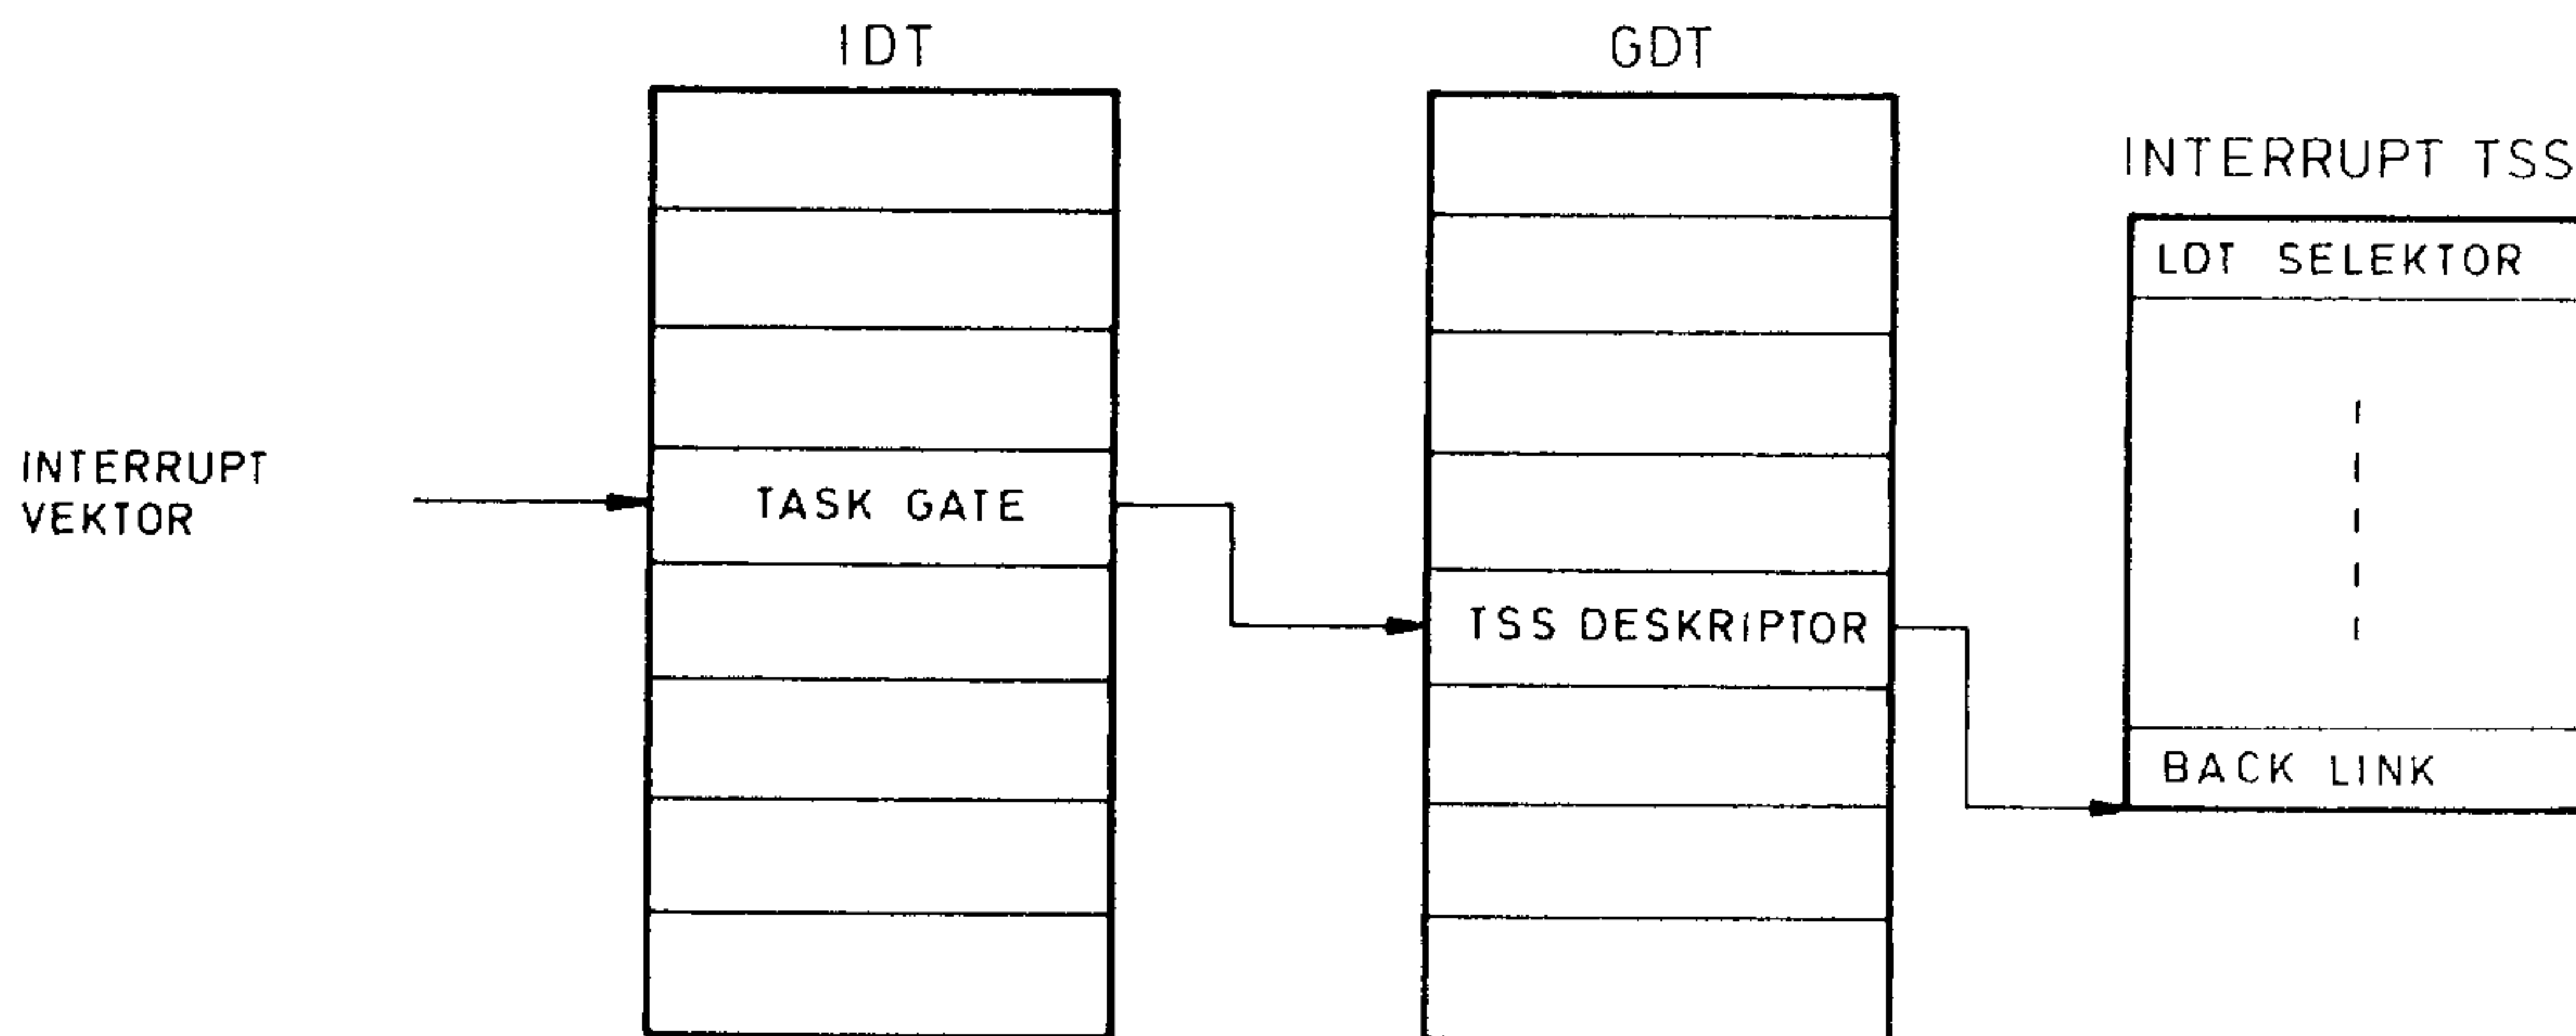 IDT
GDT
INTERRUPT TSS
LDT SELEKTOR
INTERRUPT
VEKTOR
TASK GATE
TSS DESKRIPTOR
BACK LINK